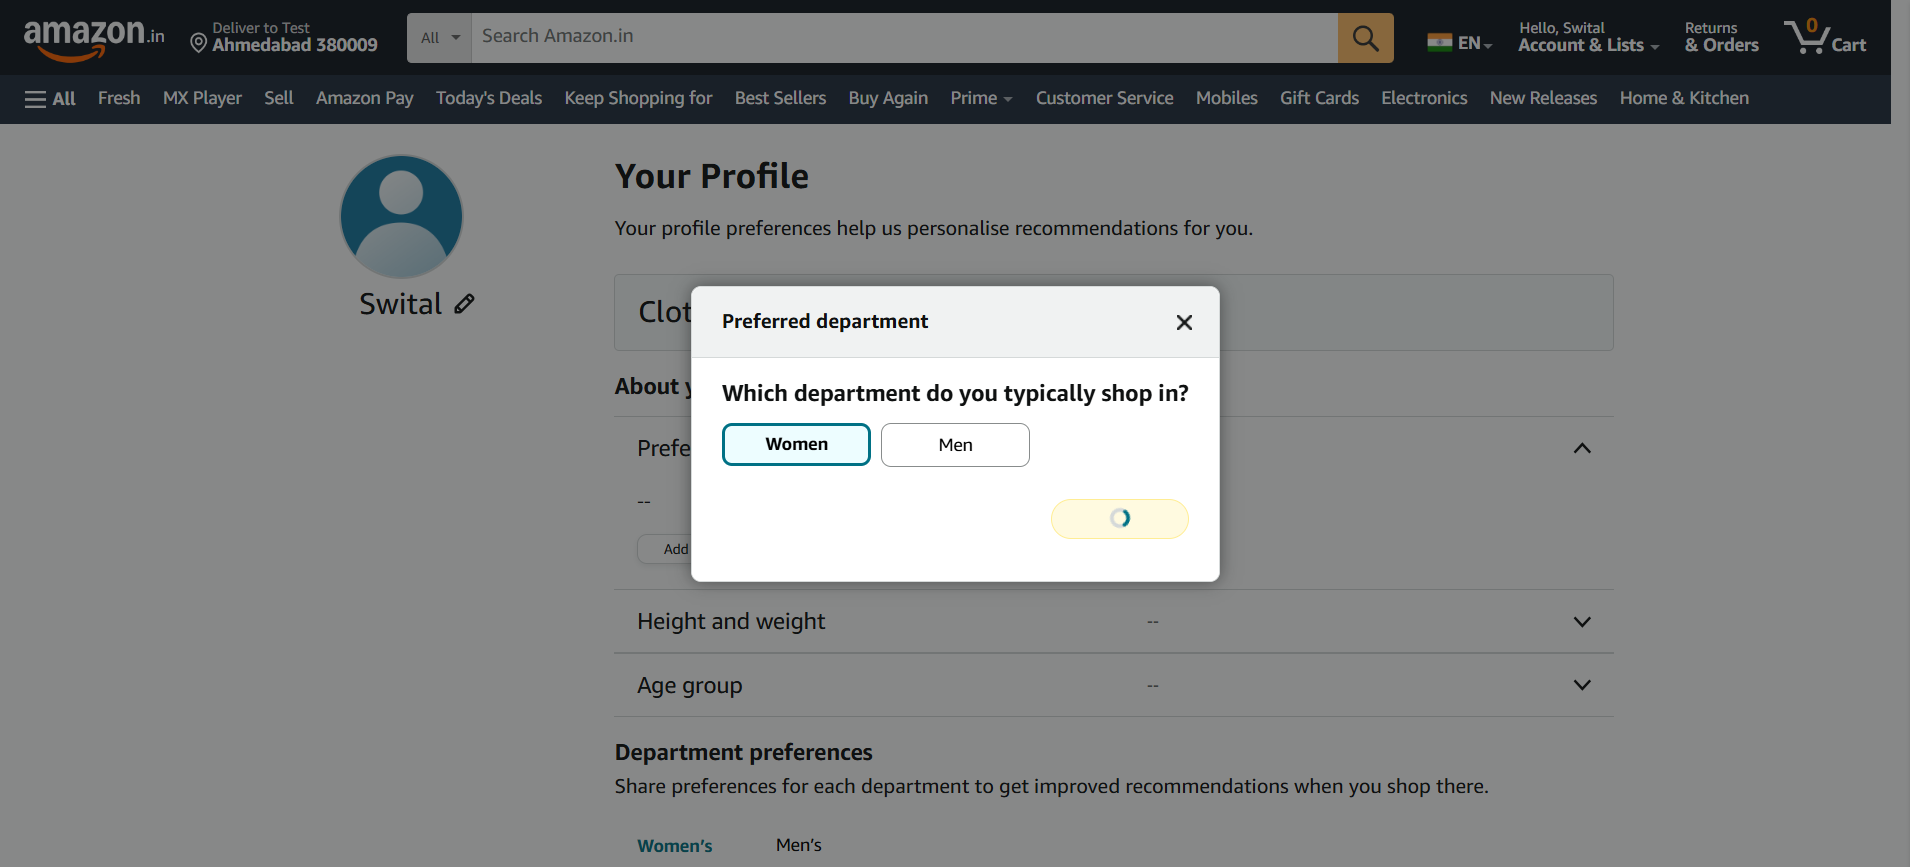 amazon.in
Deliver to Test
Ahmedabad 380009
All
Search Amazon.in
EN
Hello, Swital
Account & Lists
Returns
& Orders
0
Cart
All
Fresh
MX Player
Sell
Amazon Pay
Today's Deals
Keep Shopping for
Best Sellers
Buy Again
Prime
Customer Service
Mobiles
Gift Cards
Electronics
New Releases
Home & Kitchen
Swital
Your Profile
Your profile preferences help us personalise recommendations for you.
Clot
Preferred department
Which department do you typically shop in?
Women
Men
About y
Prefe
--
Add
Height and weight
--
Age group
--
Department preferences
Share preferences for each department to get improved recommendations when you shop there.
Women's
Men's